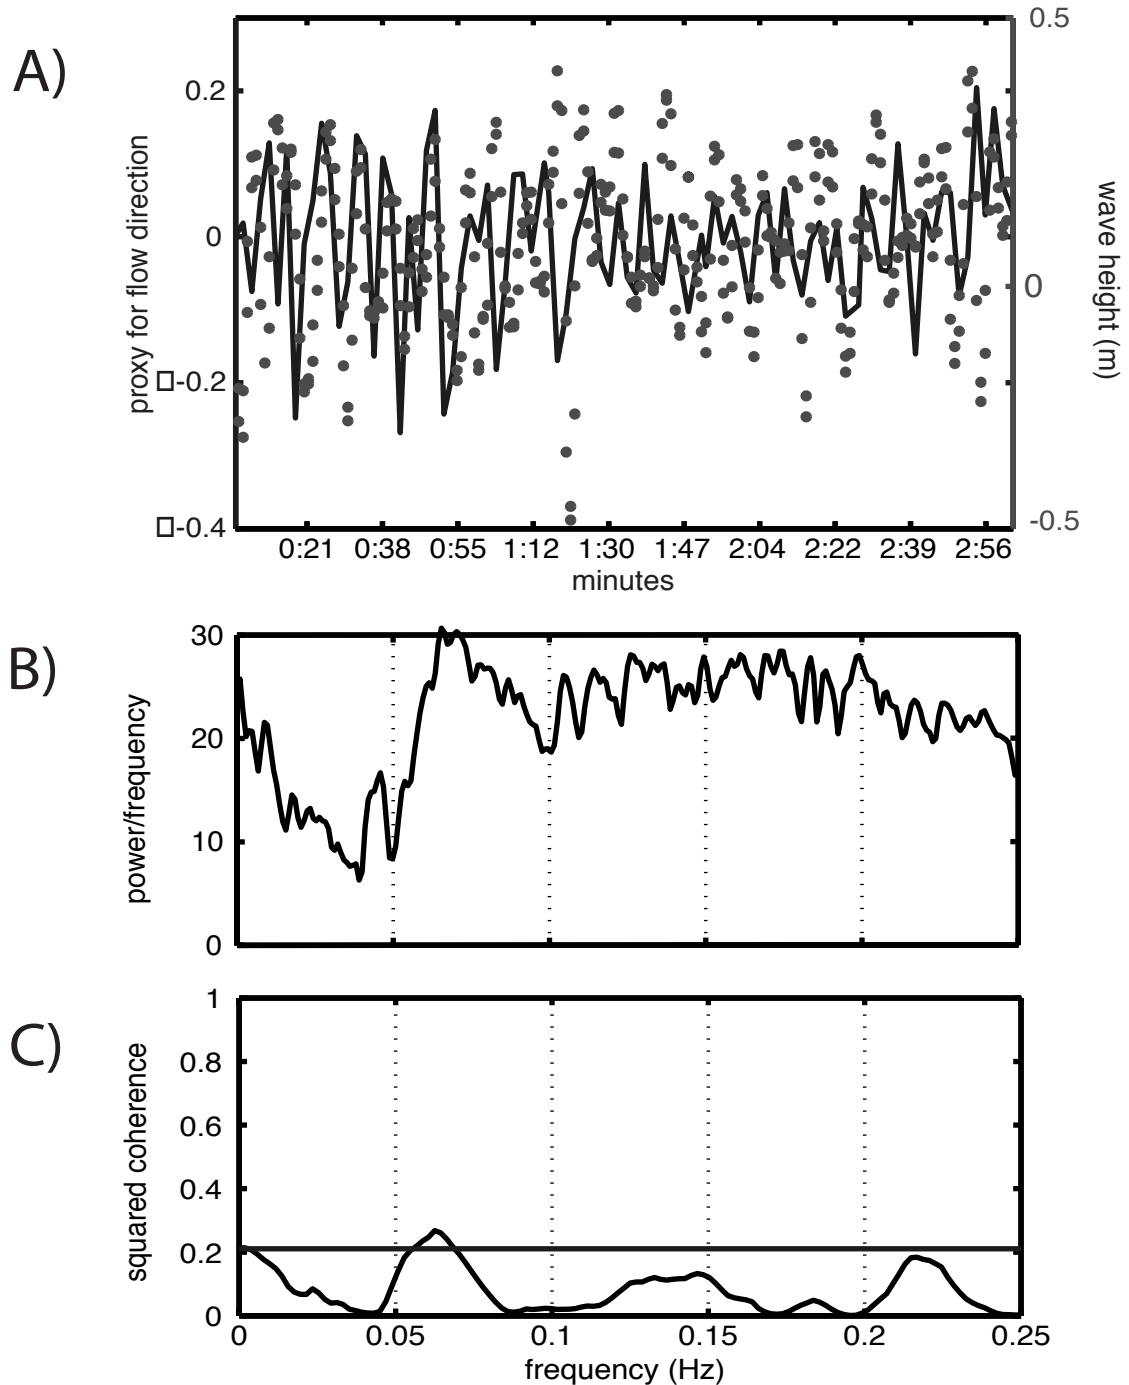 A)
0.5
0.2
0
□-0.2
□-0.4
proxy for flow direction
0
-0.5
wave height (m)
0:21 0:38 0:55 1:12 1:30 1:47 2:04 2:22 2:39 2:56
minutes
B)
30
20
10
0
power/frequency
C)
1
0.8
0.6
0.4
0.2
0
squared coherence
0 0.05 0.1 0.15 0.2 0.25
frequency (Hz)